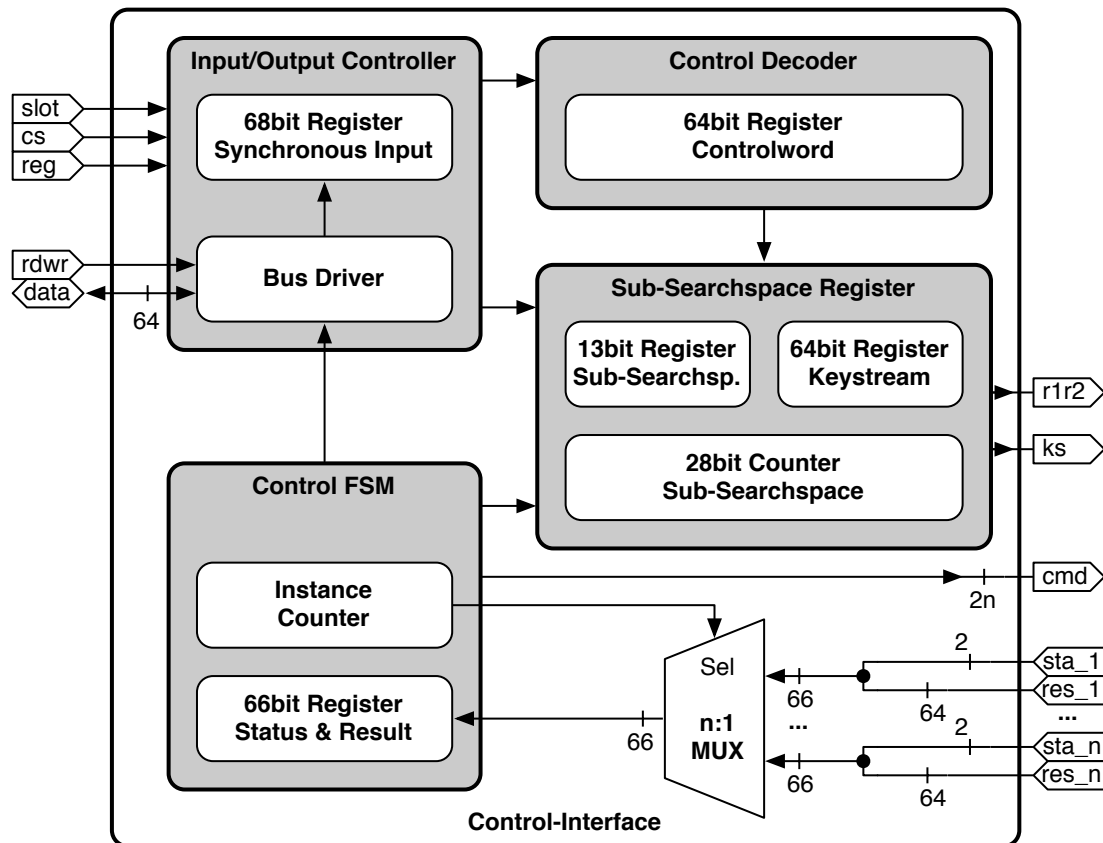 Input/Output Controller
68bit Register
Synchronous Input
Bus Driver
Control Decoder
64bit Register
Controlword
slot
cs
reg
rdwr
data
64
Sub-Searchspace Register
13bit Register
Sub-Searchsp.
64bit Register
Keystream
28bit Counter
Sub-Searchspace
r1r2
ks
Control FSM
Instance
Counter
66bit Register
Status & Result
cmd
2n
Sel
n:1
MUX
66
66
...
66
2
64
2
64
sta_1
res_1
...
sta_n
res_n
Control-Interface